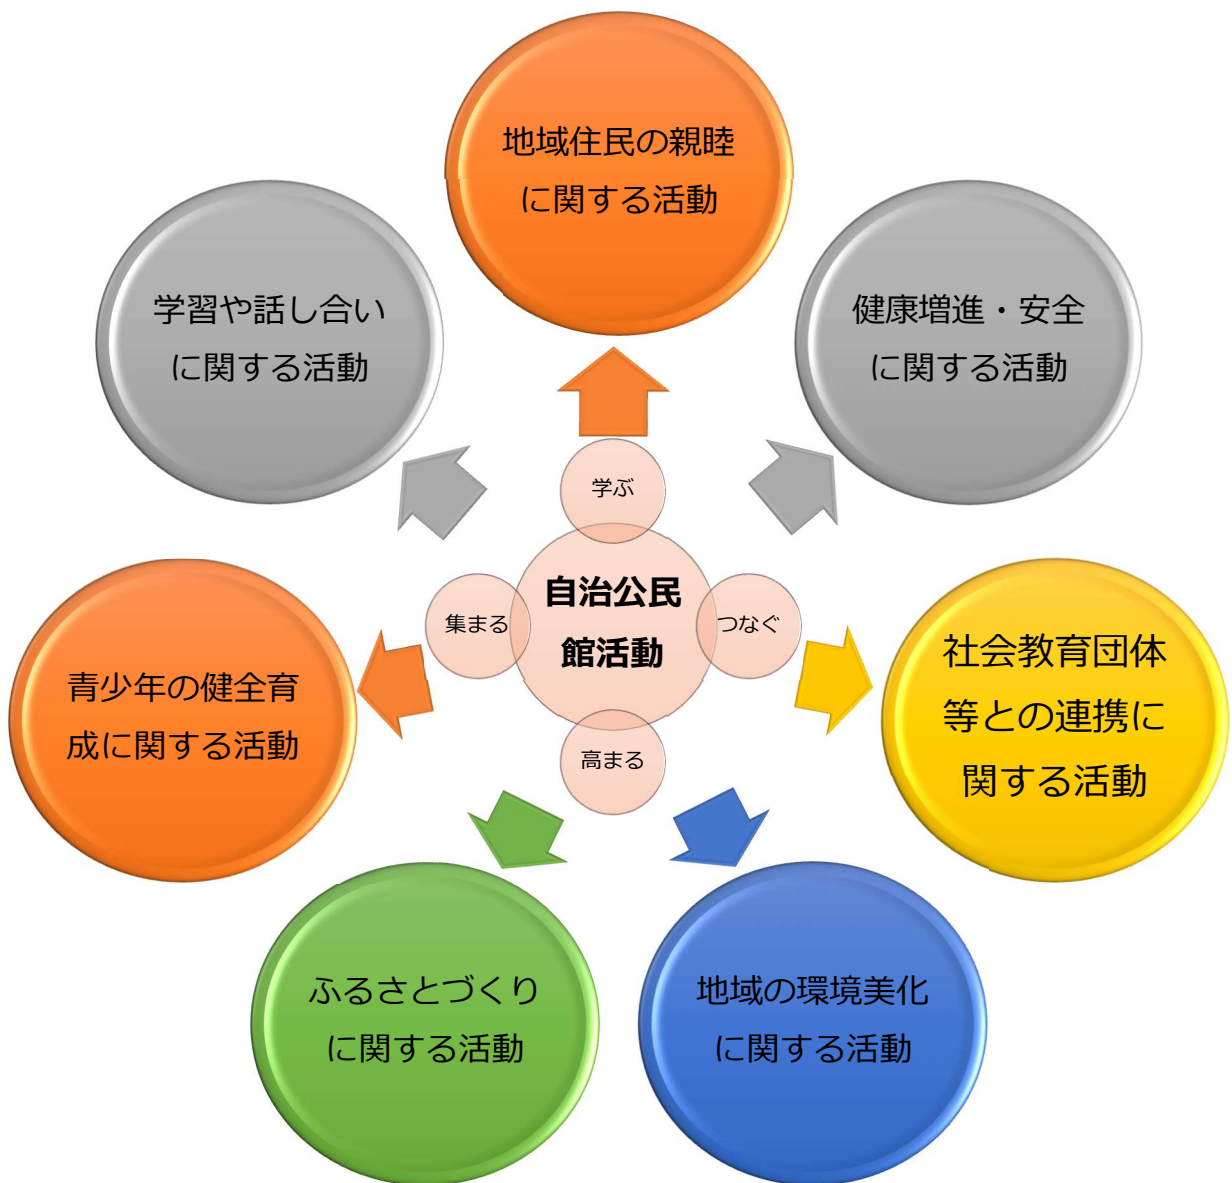 地域住民の親睦
に関する活動
学習や話し合い
に関する活動
健康増進・安全
に関する活動
学ぶ
自治公民
館活動
集まる
つなぐ
高まる
青少年の健全育
成に関する活動
社会教育団体
等との連携に
関する活動
ふるさとづくり
に関する活動
地域の環境美化
に関する活動